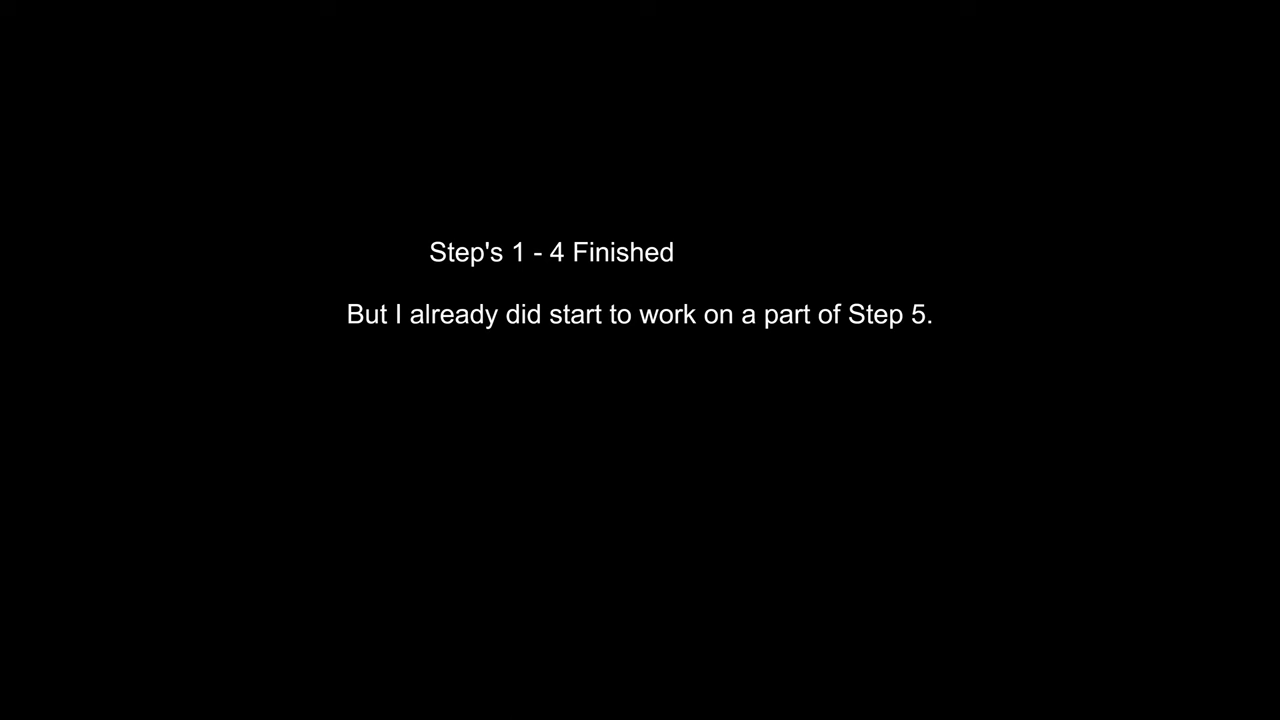 Step's 1 - 4 Finished
But I already did start to work on a part of Step 5.